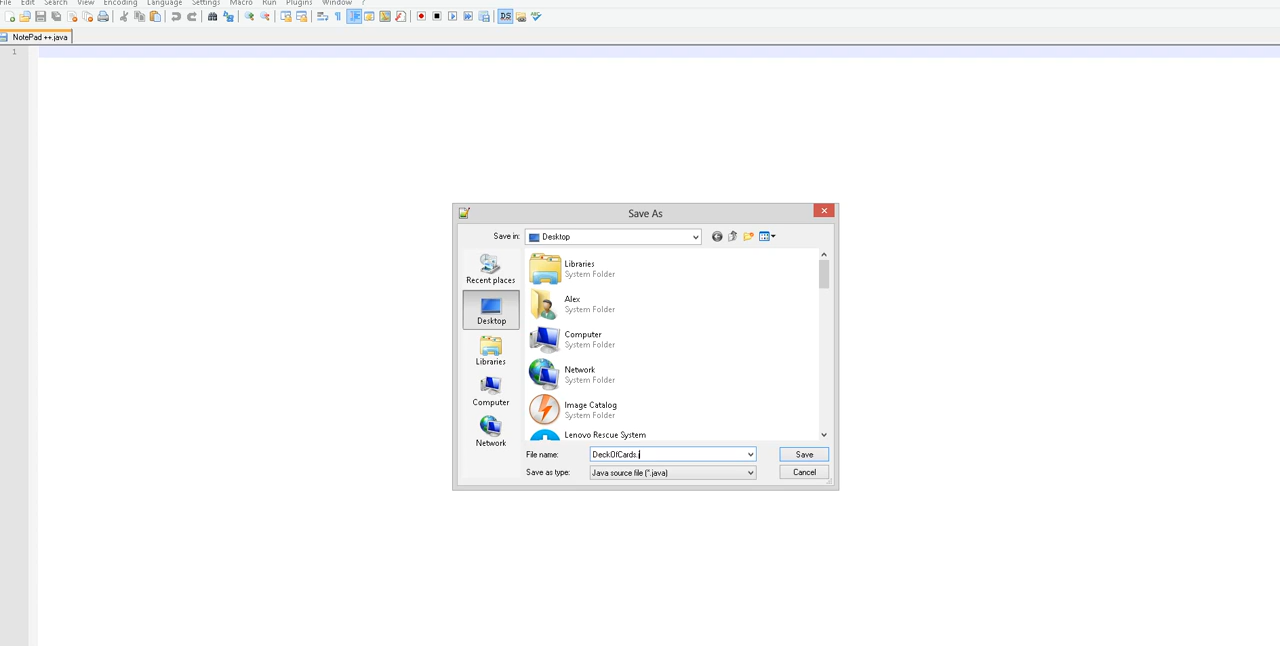 File Edit Search View Encoding Language Settings Macro Run Plugins Window ?
NotePad ++.java
1
Save As
Save in: Desktop
Recent places
Desktop
Libraries
Computer
Network
Libraries
System Folder
Alex
System Folder
Computer
System Folder
Network
System Folder
Image Catalog
System Folder
Lenovo Rescue System
File name: DeckOfCards.j
Save
Save as type: Java source file (*.java)
Cancel